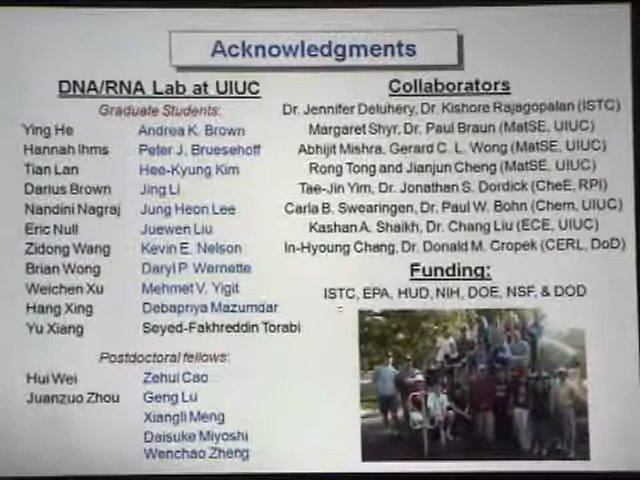 Acknowledgments
DNA/RNA Lab at UIUC
Graduate Students:
Ying He Andrea K. Brown
Hannah Ihms Peter J. Bruesehoff
Tian Lan Hee-Kyung Kim
Darius Brown Jing Li
Nandini Nagraj Jung Heon Lee
Eric Null Juewen Liu
Zidong Wang Kevin E. Nelson
Brian Wong Daryl P. Wernette
Weichen Xu Mehmet V. Yigit
Hang Xing Debapriya Mazumdar
Yu Xiang Seyed-Fakhreddin Torabi
Postdoctoral fellows:
Hui Wei Zehui Cao
Juanzuo Zhou Geng Lu
Xiangli Meng
Daisuke Miyoshi
Wenchao Zheng
Collaborators
Dr. Jennifer Deluhery, Dr. Kishore Rajagopalan (ISTC)
Margaret Shyr, Dr. Paul Braun (MatSE, UIUC)
Abhijit Mishra, Gerard C. L. Wong (MatSE, UIUC)
Rong Tong and Jianjun Cheng (MatSE, UIUC)
Tae-Jin Yim, Dr. Jonathan S. Dordick (CheE, RPI)
Carla B. Swearingen, Dr. Paul W. Bohn (Chem, UIUC)
Kashan A. Shaikh, Dr. Chang Liu (ECE, UIUC)
In-Hyoung Chang, Dr. Donald M. Cropek (CERL, DoD)
Funding:
ISTC, EPA, HUD, NIH, DOE, NSF, & DOD